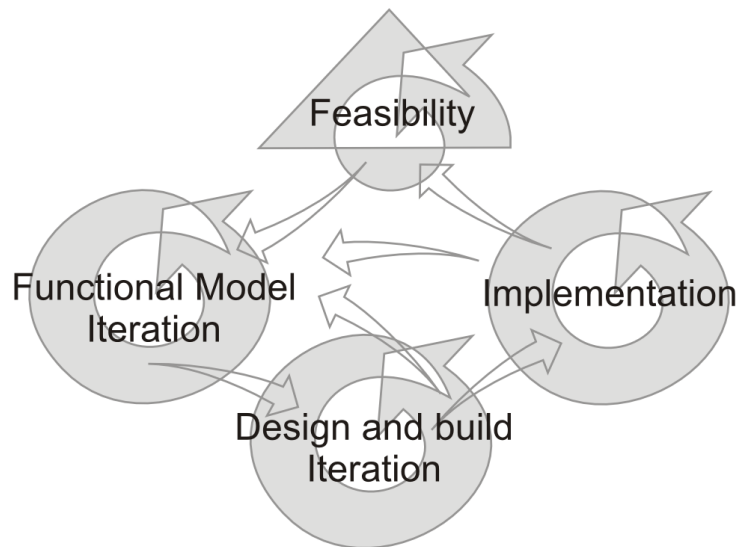 Feasibility
Functional Model
Iteration
Implementation
Design and build
Iteration